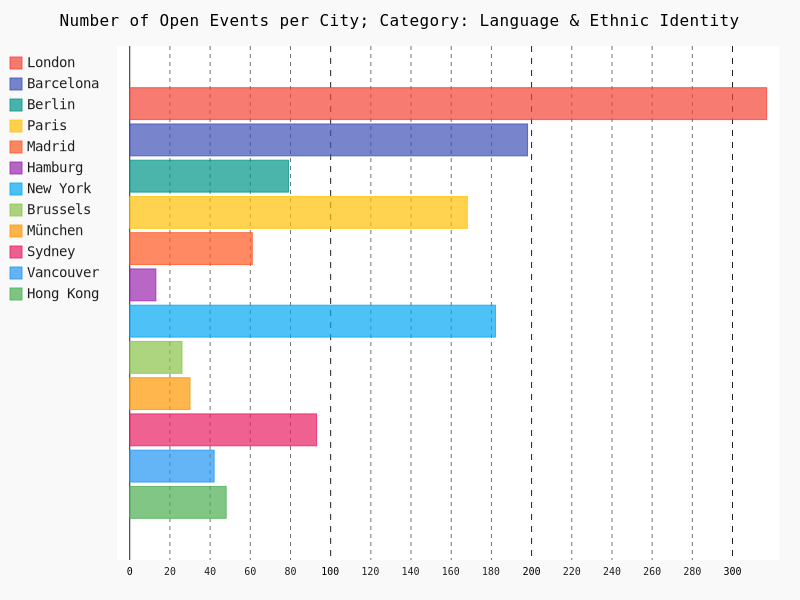 Number of Open Events per City; Category: Language & Ethnic Identity
London
Barcelona
Berlin
Paris
Madrid
Hamburg
New York
Brussels
München
Sydney
Vancouver
Hong Kong
0 20 40 60 80 100 120 140 160 180 200 220 240 260 280 300